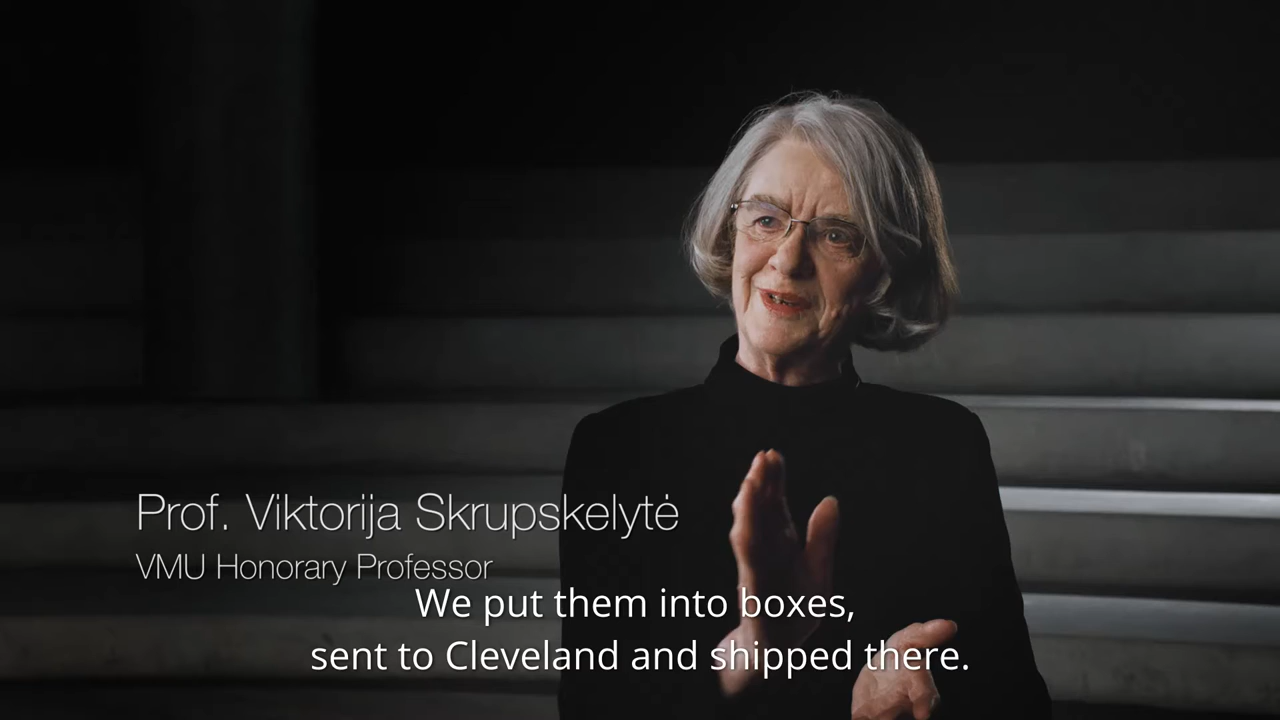 Prof. Viktorija Skrupskelytė
VMU Honorary Professor
We put them into boxes,
sent to Cleveland and shipped there.